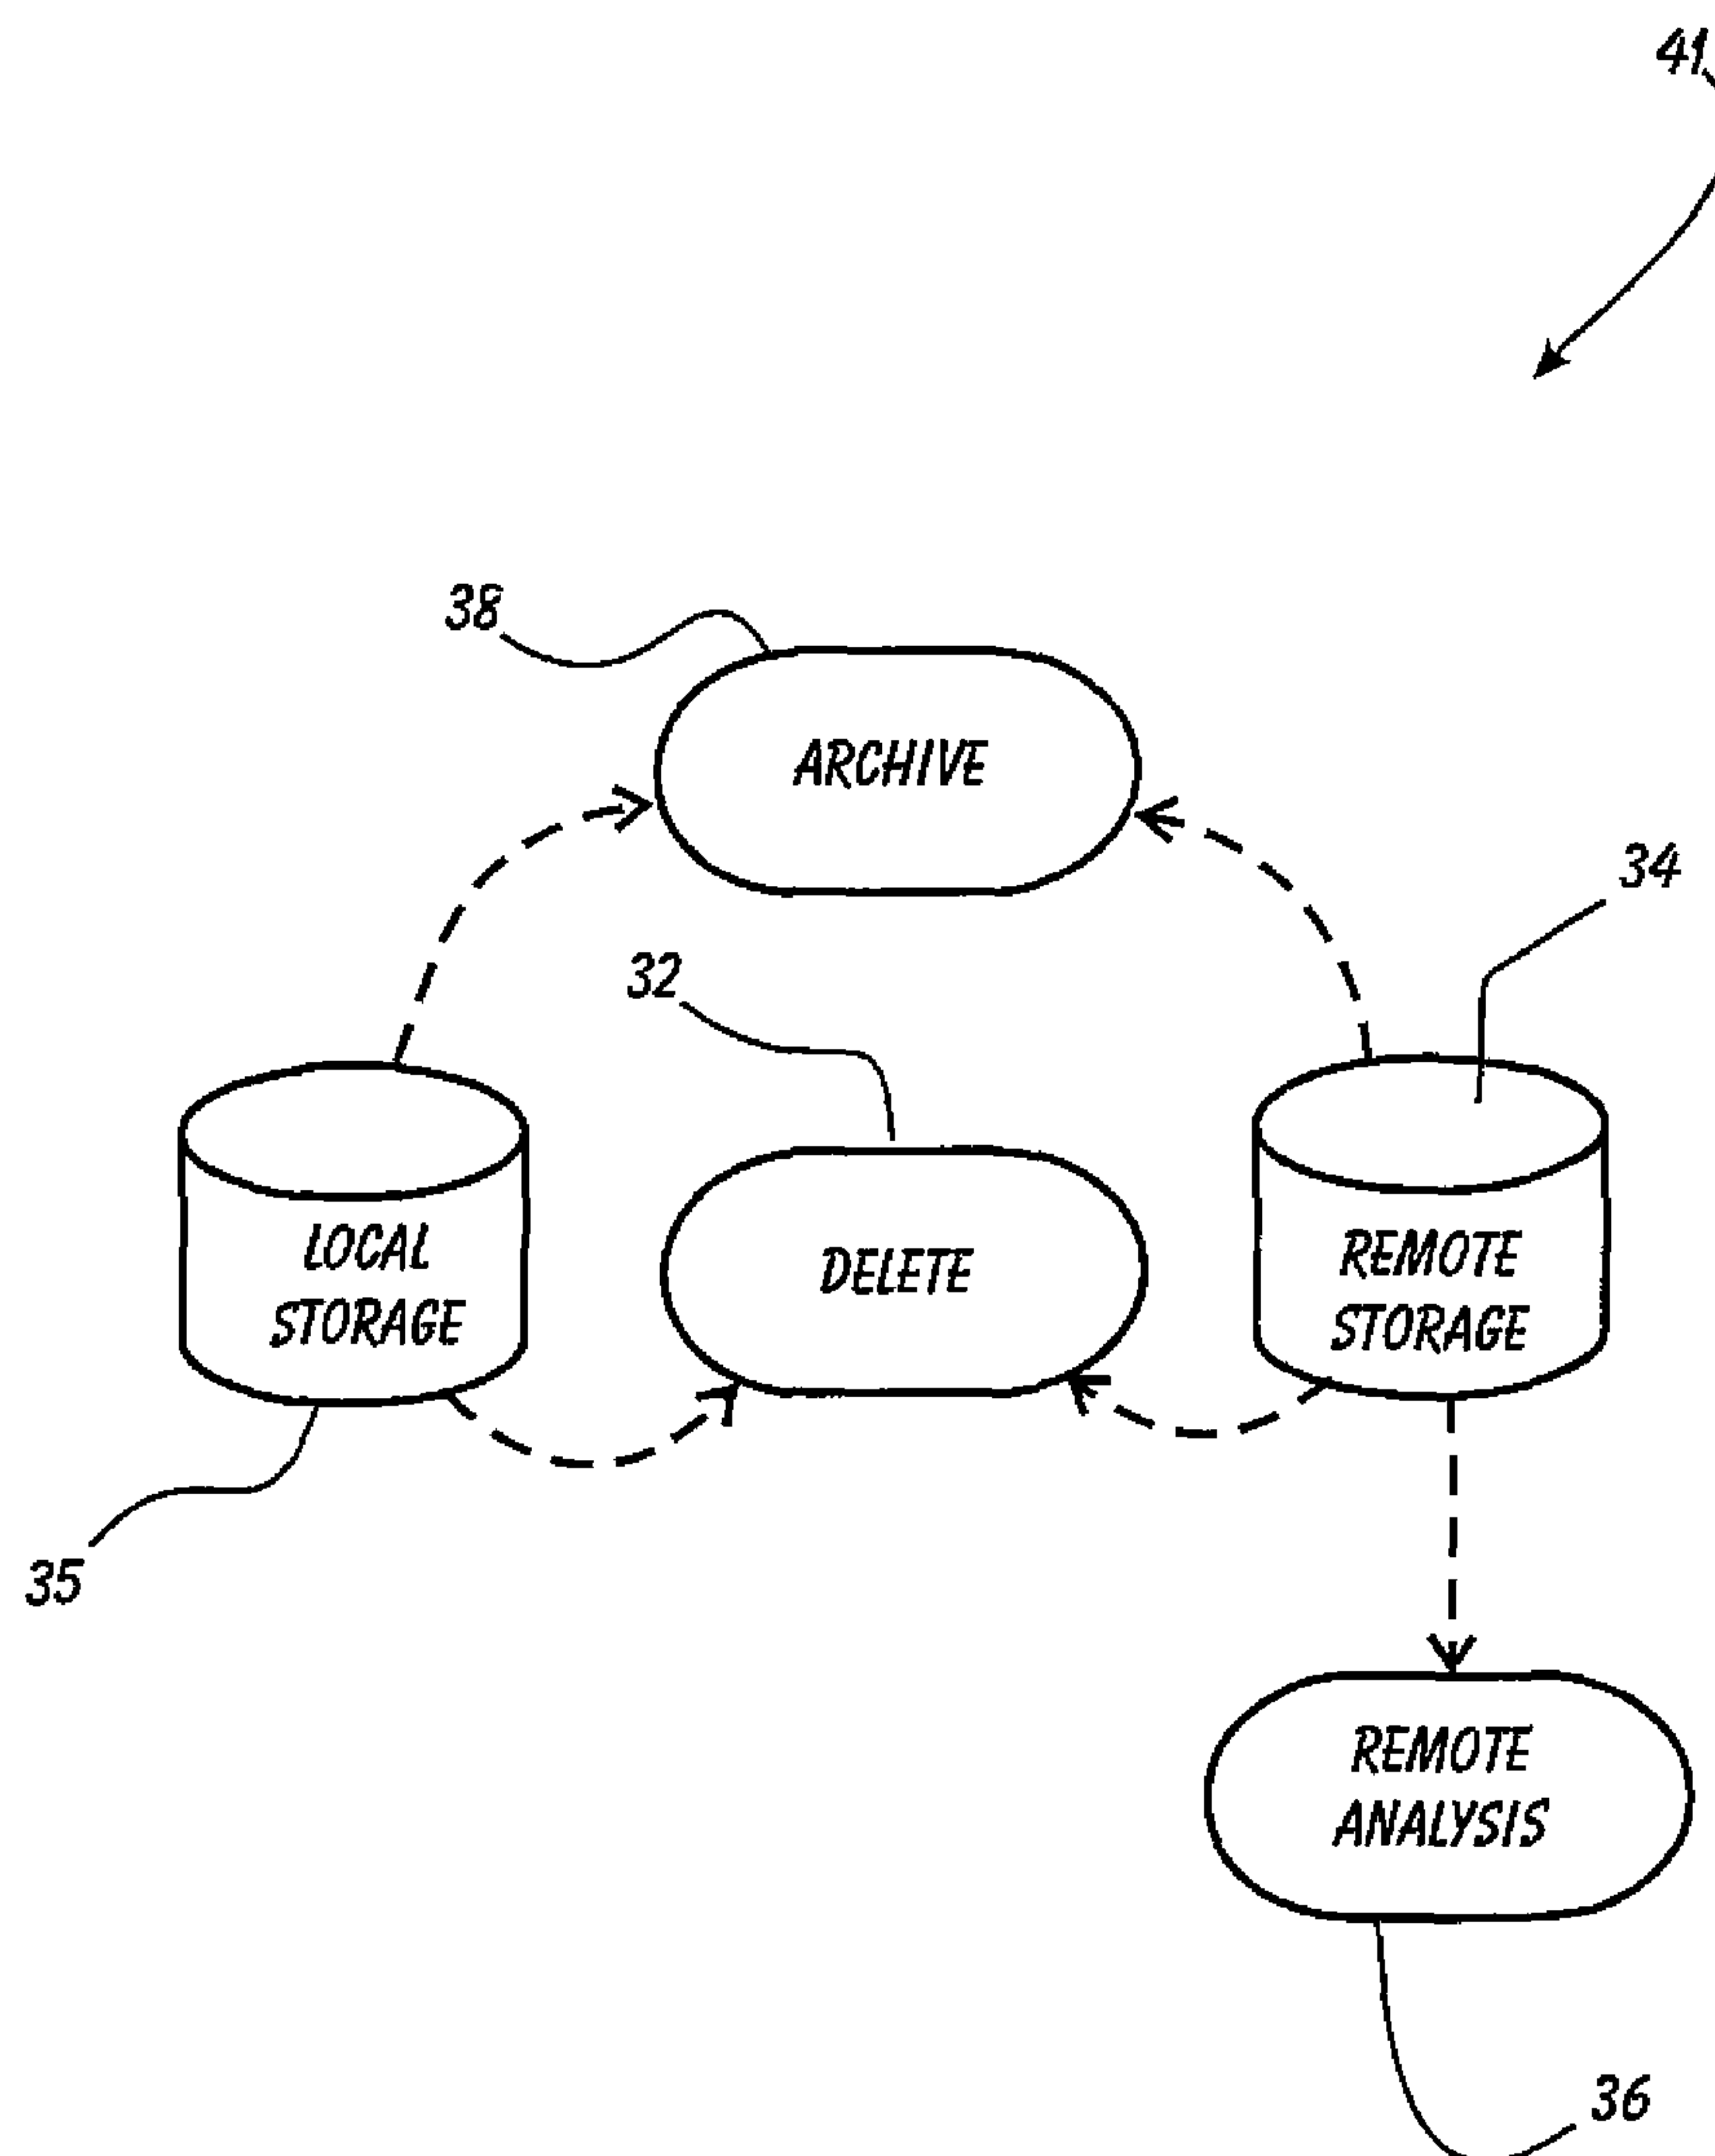 41
38
ARCHIVE
34
32
LOCAL
STORAGE
DELETE
REMOTE
STORAGE
35
REMOTE
ANALYSIS
36